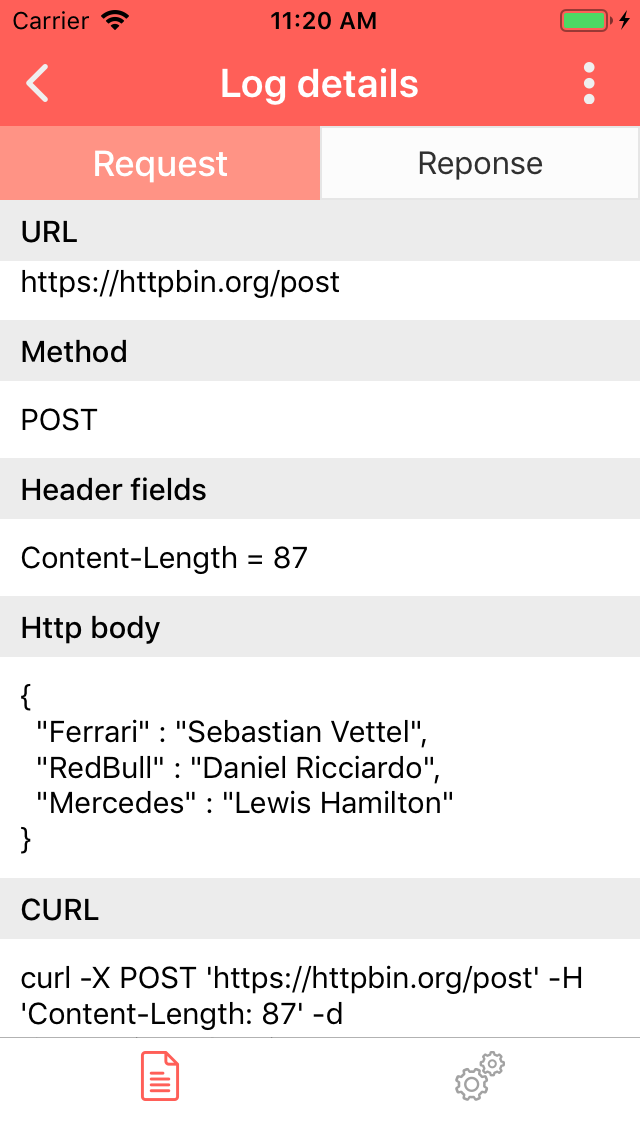 Carrier 11:20 AM
Log details
Request Reponse
URL
https://httpbin.org/post
Method
POST
Header fields
Content-Length = 87
Http body
{
"Ferrari" : "Sebastian Vettel",
"RedBull" : "Daniel Ricciardo",
"Mercedes" : "Lewis Hamilton"
}
CURL
curl -X POST 'https://httpbin.org/post' -H
'Content-Length: 87' -d